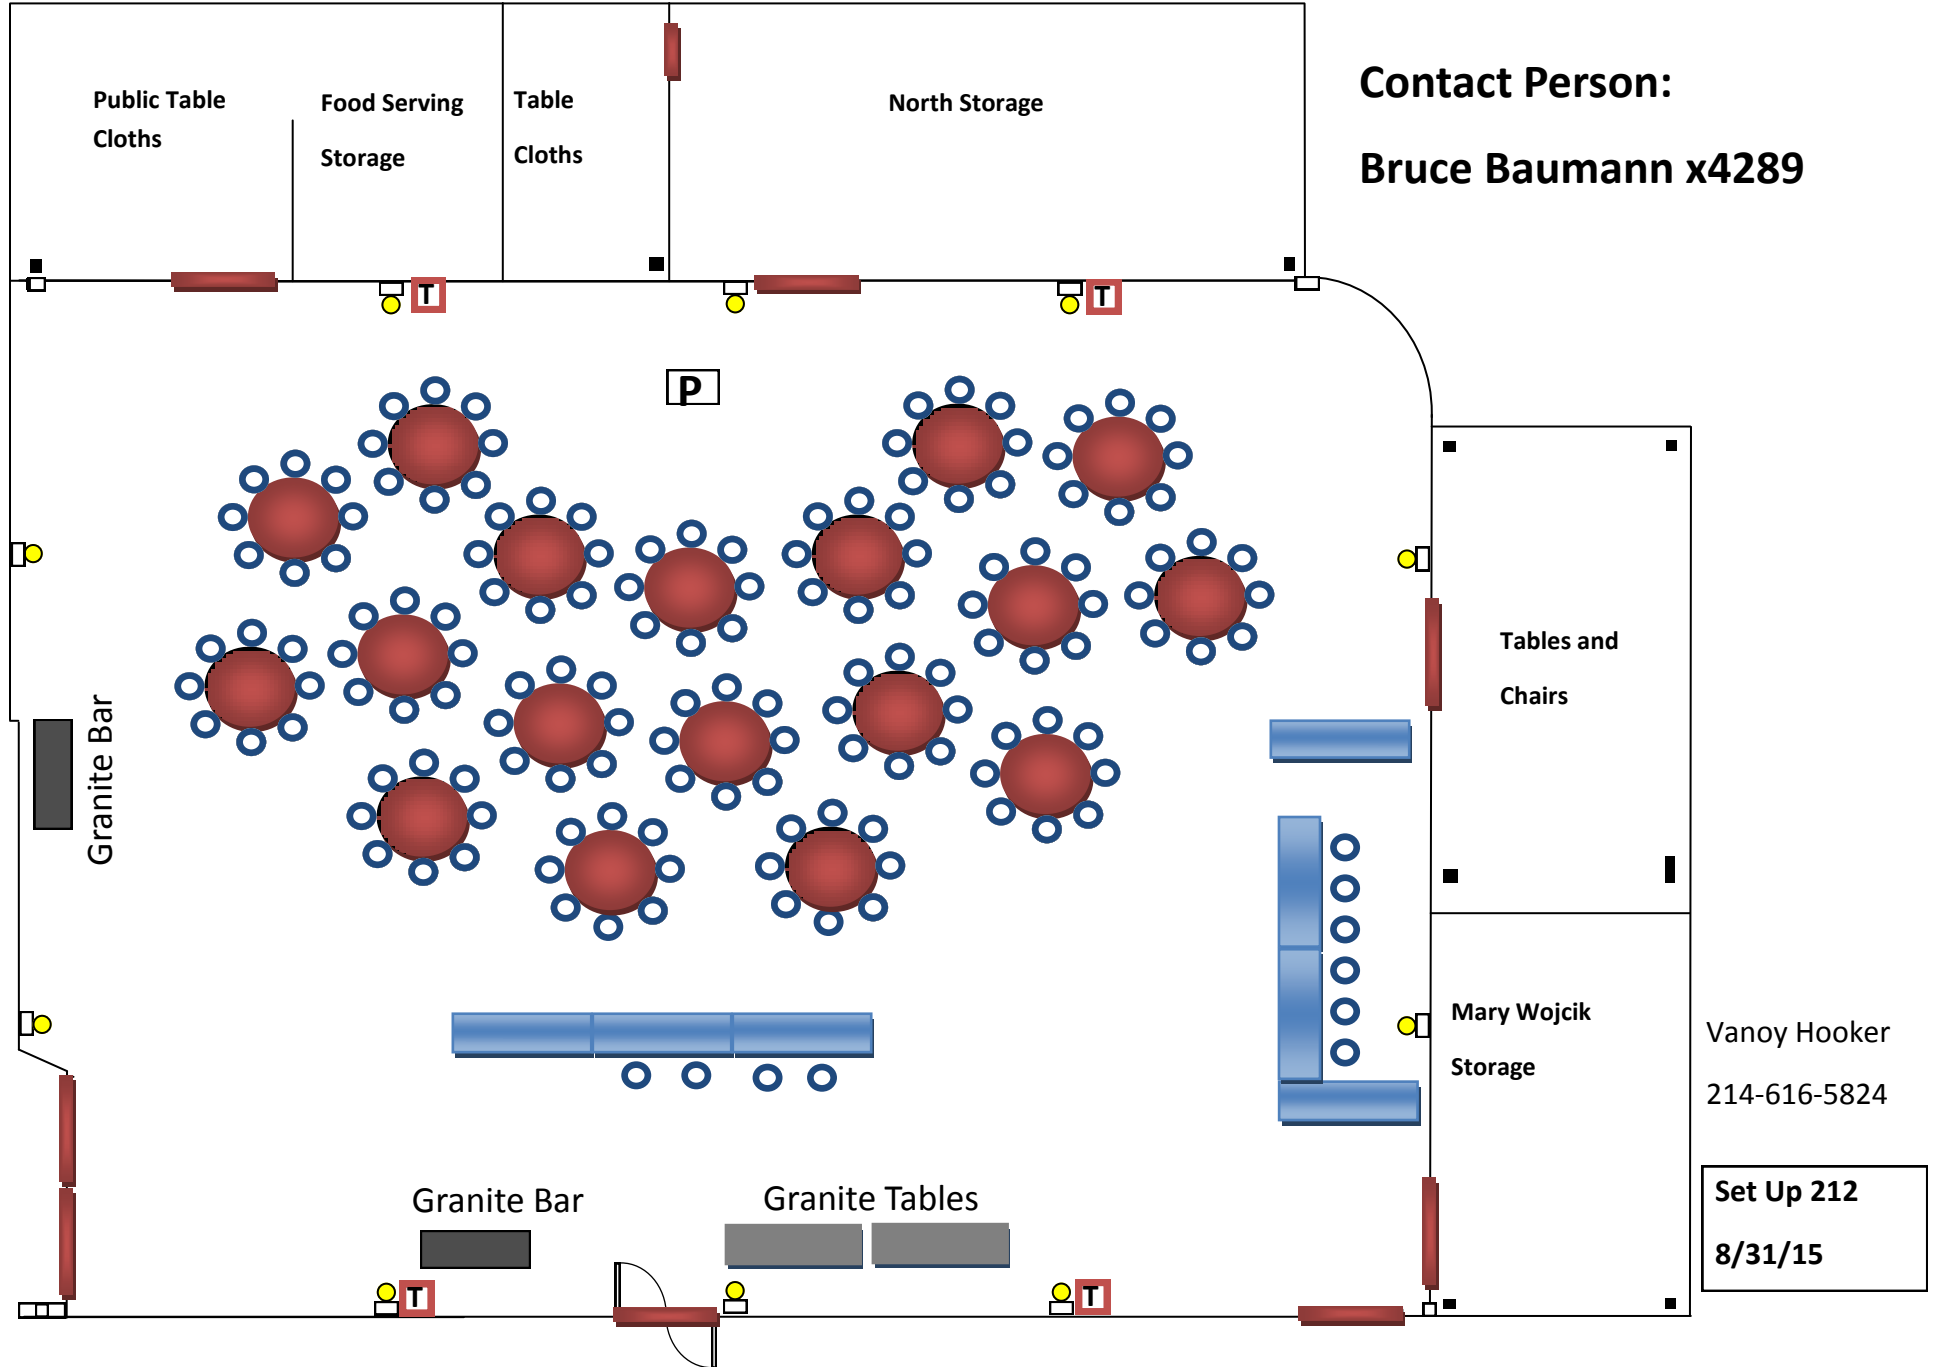 Public Table
Cloths
Food Serving
Storage
Table
Cloths
North Storage
Contact Person:
Bruce Baumann x4289
T
T
P
Tables and
Chairs
Granite Bar
Mary Wojcik
Storage
Vanoy Hooker
214-616-5824
Granite Bar
Granite Tables
Set Up 212
8/31/15
T
T